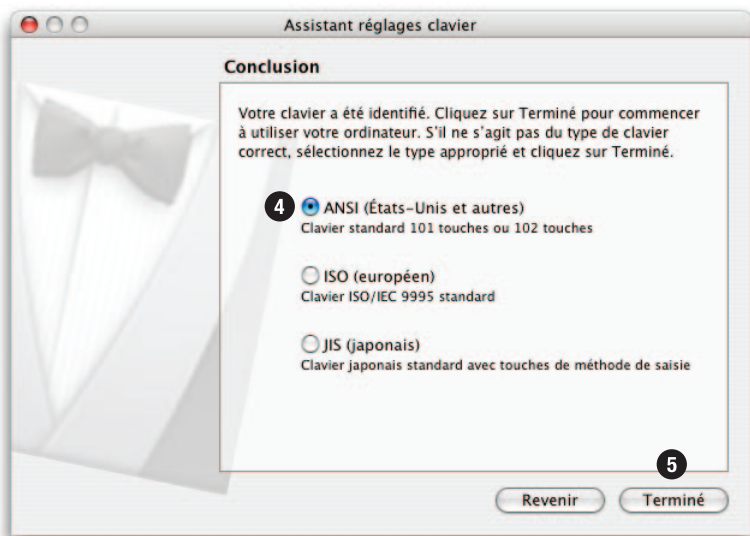 Assistant réglages clavier
Conclusion
Votre clavier a été identifié. Cliquez sur Terminé pour commencer
à utiliser votre ordinateur. S'il ne s'agit pas du type de clavier
correct, sélectionnez le type approprié et cliquez sur Terminé.
4 ANSI (États-Unis et autres)
Clavier standard 101 touches ou 102 touches
ISO (européen)
Clavier ISO/IEC 9995 standard
JIS (japonais)
Clavier japonais standard avec touches de méthode de saisie
5
Revenir Terminé